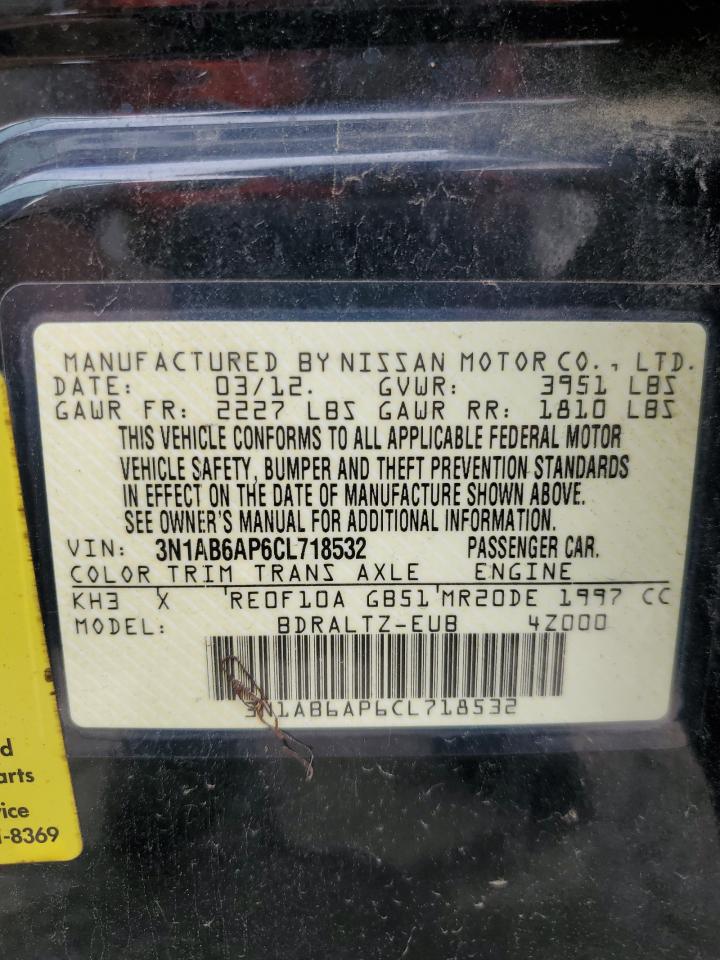 MANUFACTURED BY NISSAN MOTOR CO., LTD.
DATE: 03/12. GVWR: 3951 LBS
GAWR FR: 2227 LBS GAWR RR: 1810 LBS
THIS VEHICLE CONFORMS TO ALL APPLICABLE FEDERAL MOTOR
VEHICLE SAFETY, BUMPER AND THEFT PREVENTION STANDARDS
IN EFFECT ON THE DATE OF MANUFACTURE SHOWN ABOVE.
SEE OWNER'S MANUAL FOR ADDITIONAL INFORMATION.
VIN: 3N1AB6AP6CL718532 PASSENGER CAR.
COLOR TRIM TRANS AXLE ENGINE
KH3 X 'RE0F10A GB51'MR20DE 1997 CC
MODEL: BDRALTZ-EUB 4Z000
3N1AB6AP6CL718532
d
arts
ice
-8369